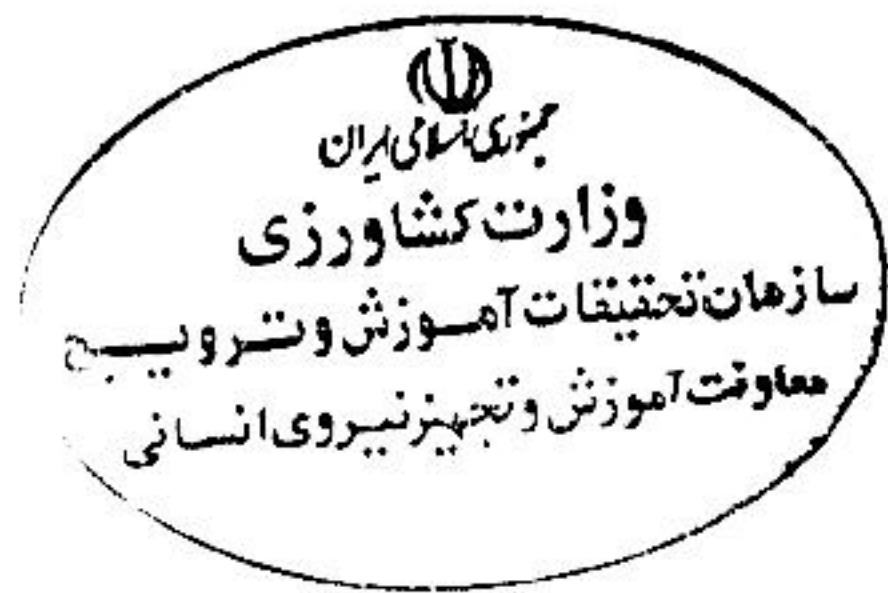 جمهوری اسلامی ایران
وزارت کشاورزی
سازمان تحقیقات آموزش و ترویج
معاونت آموزش و تجهیز نیروی انسانی